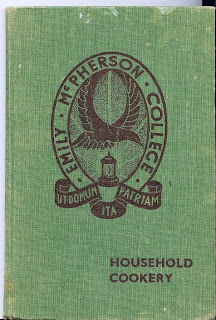 EMILY · McPHERSON · COLLEGE ·
UT·DOMUM ITA PATRIAM
HOUSEHOLD
COOKERY